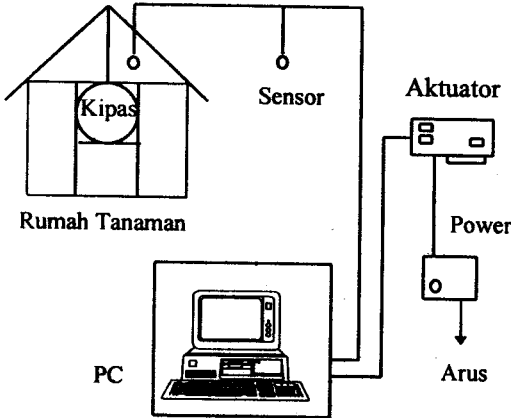 Kipas
Sensor
Aktuator
Rumah Tanaman
Power
PC
Arus